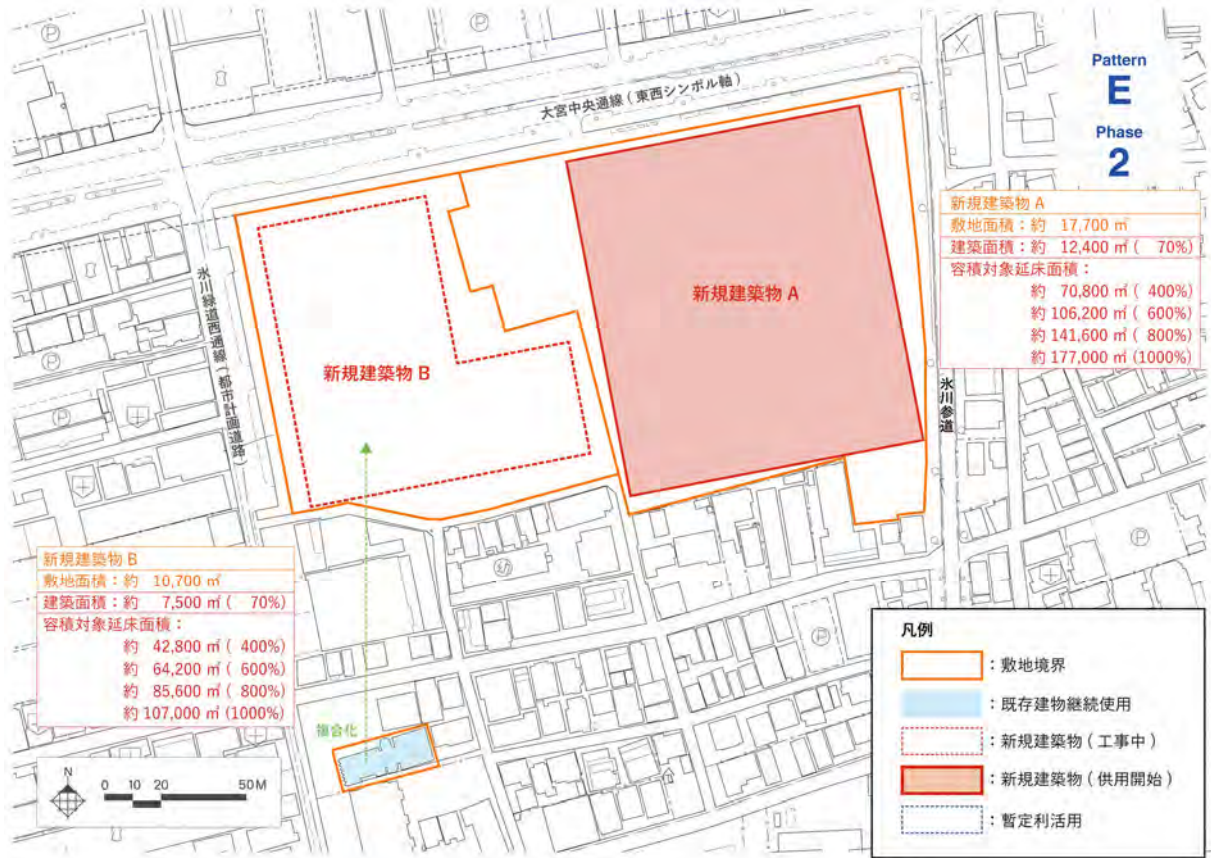 Pattern
E
Phase
2
大宮中央通線(東西シンボル軸)
新規建築物 A
敷地面積:約 17,700 ㎡
建築面積:約 12,400 ㎡( 70%)
容積対象延床面積:
約 70,800 ㎡( 400%)
約 106,200 ㎡( 600%)
約 141,600 ㎡( 800%)
約 177,000 ㎡(1000%)
新規建築物 A
新規建築物 B
氷川緑道西通線(都市計画道路)
氷川参道
新規建築物 B
敷地面積:約 10,700 ㎡
建築面積:約 7,500 ㎡( 70%)
容積対象延床面積:
約 42,800 ㎡( 400%)
約 64,200 ㎡( 600%)
約 85,600 ㎡( 800%)
約 107,000 ㎡(1000%)
複合化
N
0 10 20 50M
凡例
:敷地境界
:既存建物継続使用
:新規建築物(工事中)
:新規建築物(供用開始)
:暫定利活用
P
P
P
P
P
P
幼